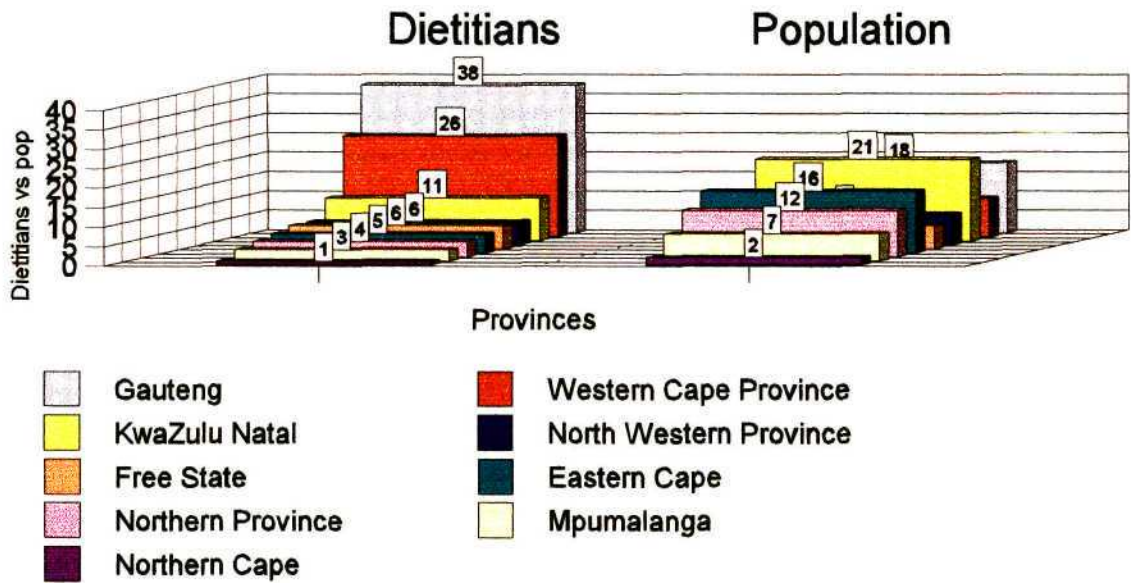 Dietitians Population
38
26
11
6
6
5
4
3
1
21
18
16
12
7
2
40
35
30
25
20
15
10
5
0
Dietitians vs pop
Provinces
Gauteng
Western Cape Province
KwaZulu Natal
North Western Province
Free State
Eastern Cape
Northern Province
Mpumalanga
Northern Cape